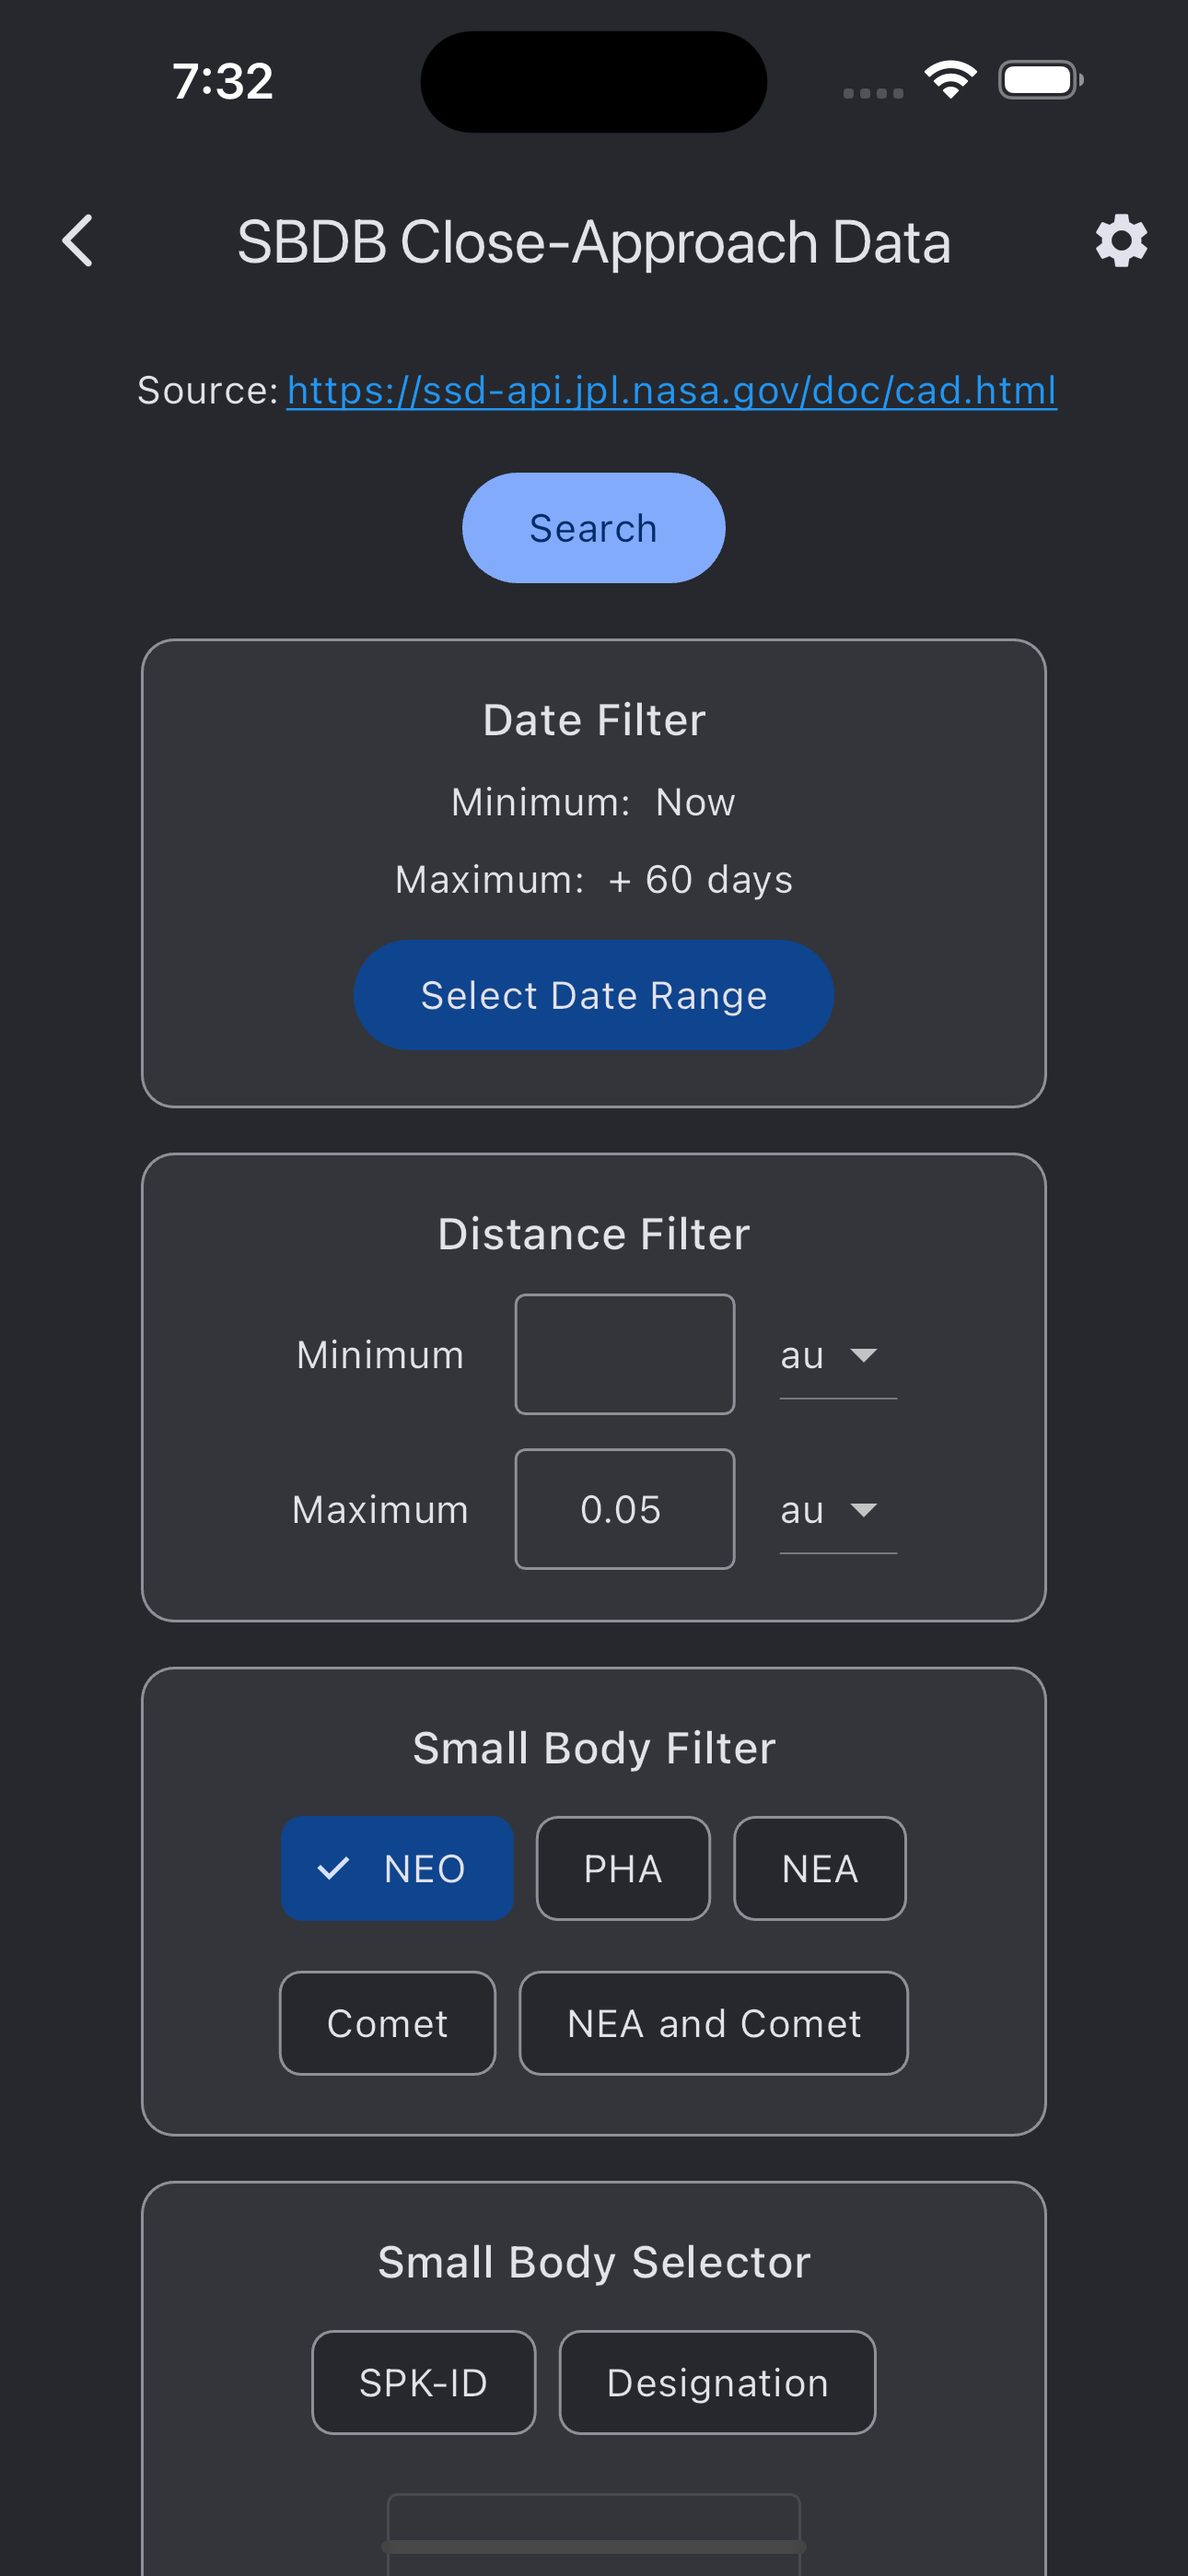 7:32
SBDB Close-Approach Data
Source: https://ssd-api.jpl.nasa.gov/doc/cad.html
Search
Date Filter
Minimum: Now
Maximum: + 60 days
Select Date Range
Distance Filter
Minimum au
Maximum 0.05 au
Small Body Filter
NEO PHA NEA
Comet NEA and Comet
Small Body Selector
SPK-ID Designation